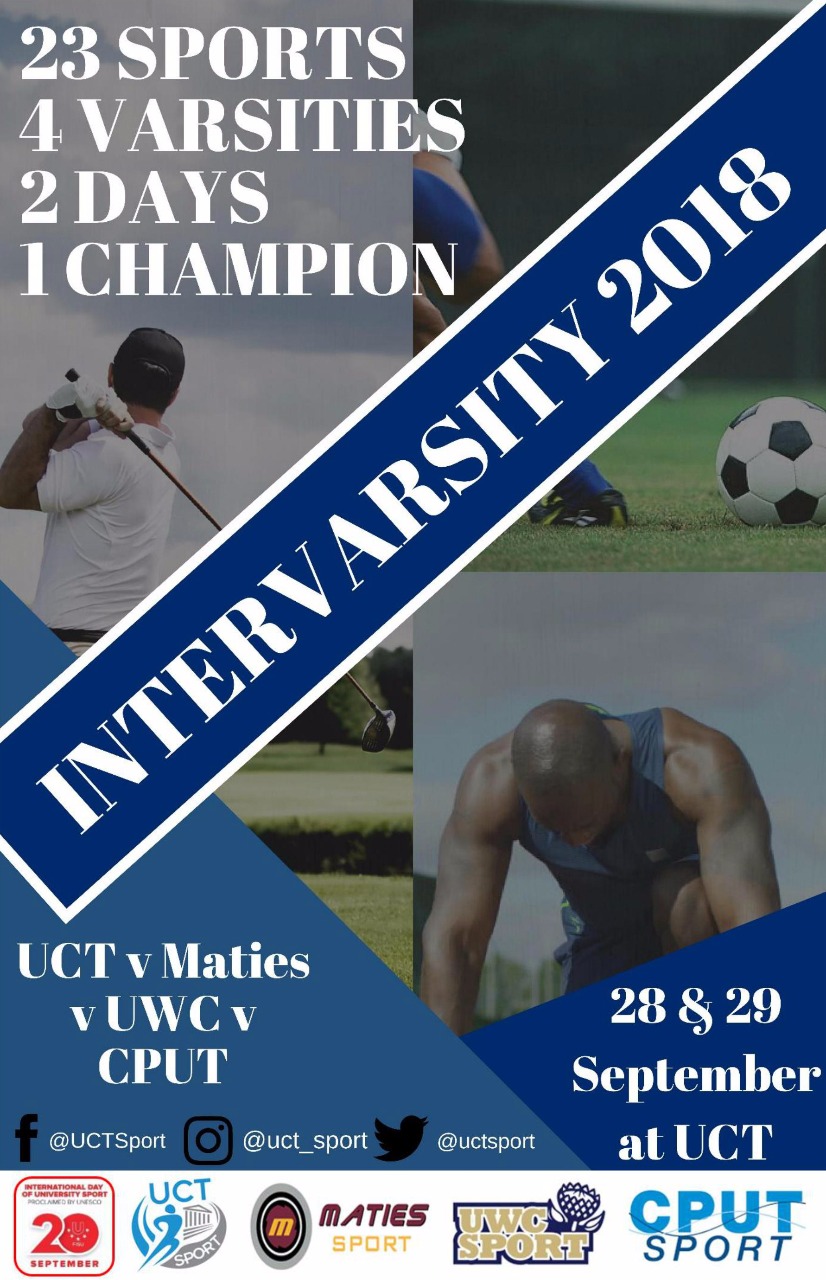 23 SPORTS
4 VARSITIES
2 DAYS
1 CHAMPION
INTERVARSITY 2018
UCT v Maties
v UWC v
CPUT
28 & 29
September
at UCT
@UCTSport
@uct_sport
@uctsport
INTERNATIONAL DAY
OF UNIVERSITY SPORT
PROCLAIMED BY UNESCO
20
FISU
SEPTEMBER
UCT
SPORT
M
MATIES
SPORT
UWC
SPORT
CPUT
SPORT